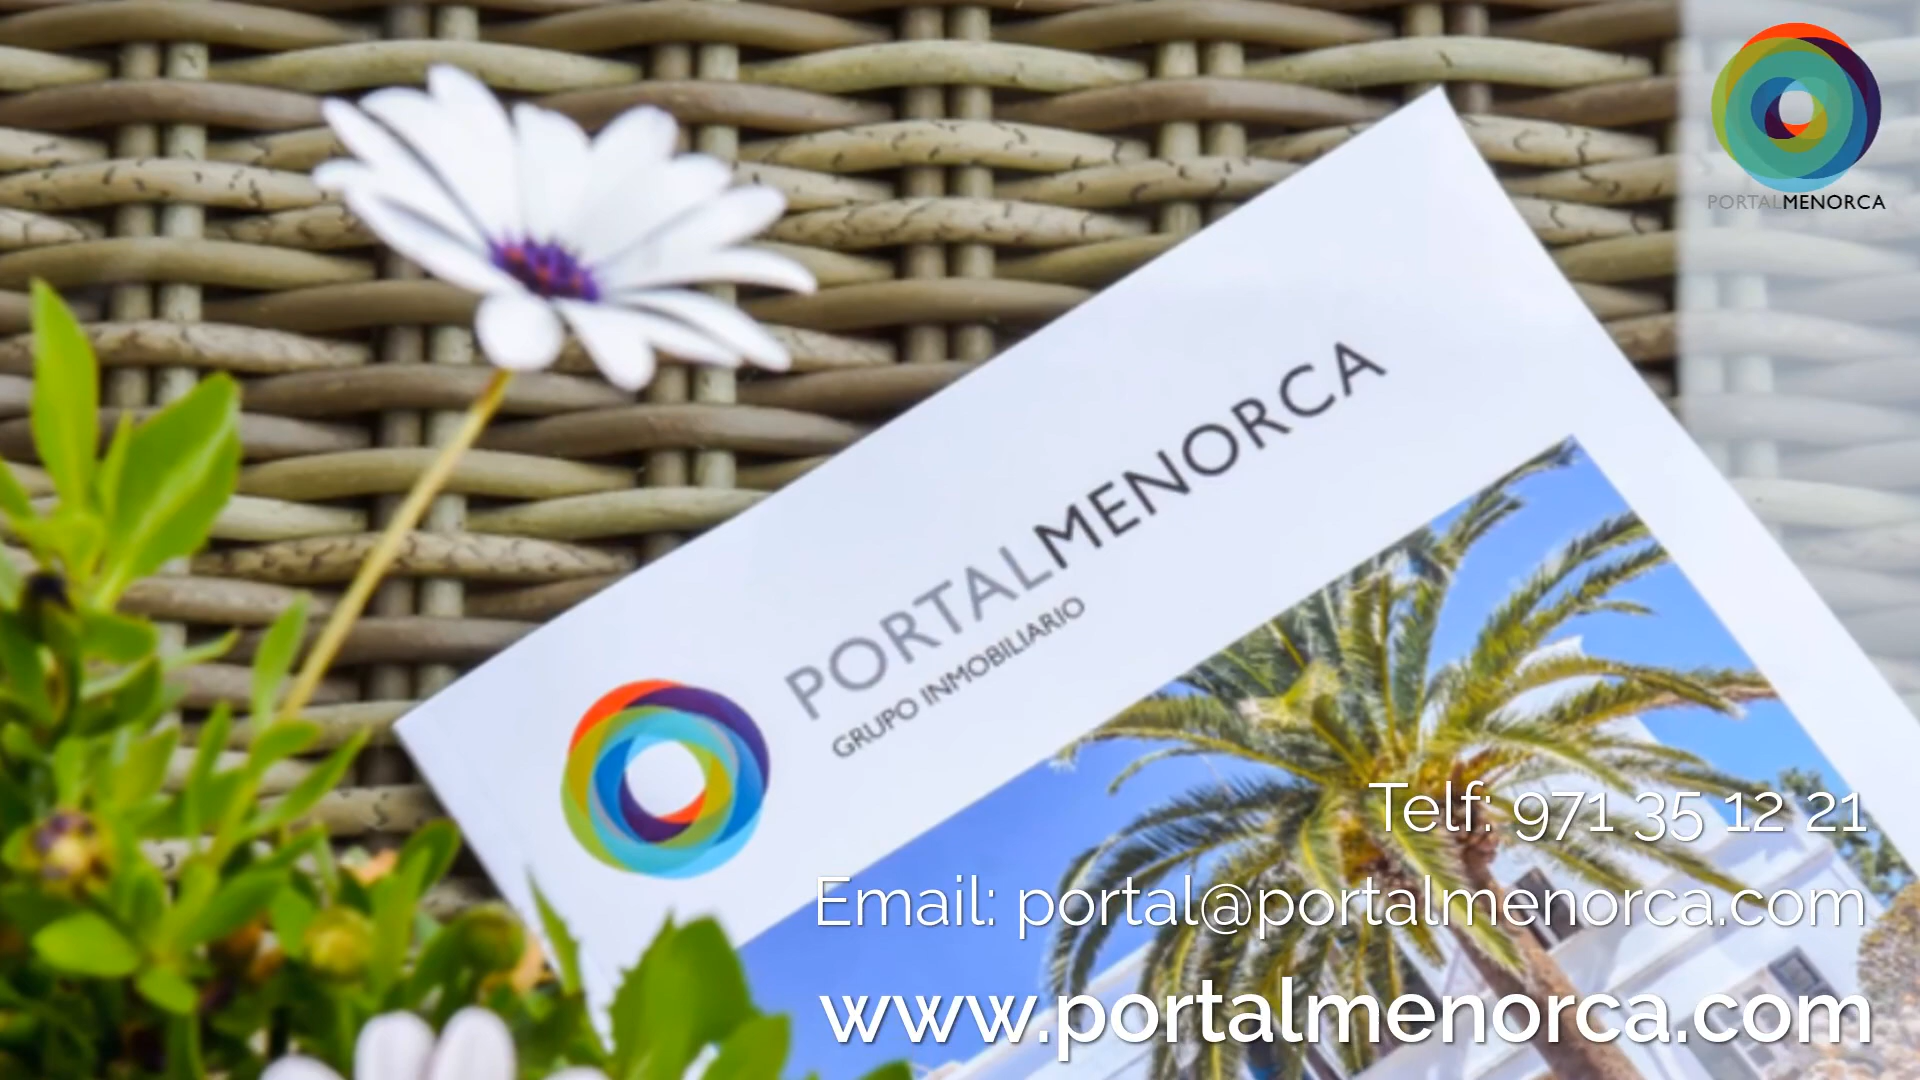 PORTALMENORCA
PORTALMENORCA
GRUPO INMOBILIARIO
Telf: 971 35 12 21
Email: portal@portalmenorca.com
www.portalmenorca.com